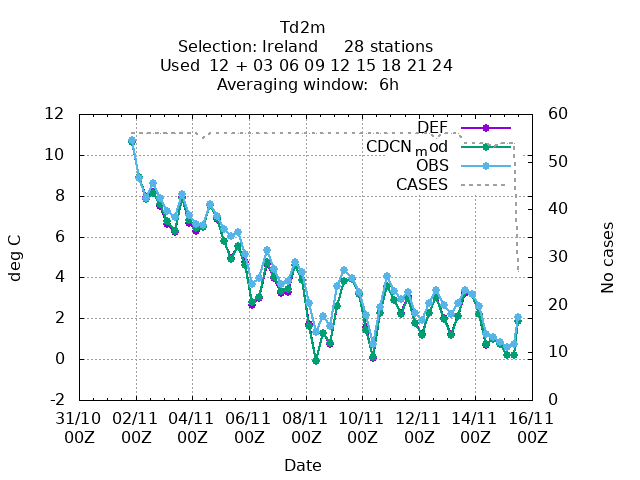 Td2m
Selection: Ireland     28 stations
Used  12 + 03 06 09 12 15 18 21 24
Averaging window:  6h
DEF
CDCN_mod
OBS
CASES
deg C
12
10
8
6
4
2
0
-2
No cases
60
50
40
30
20
10
0
31/10 02/11 04/11 06/11 08/11 10/11 12/11 14/11 16/11
00Z 00Z 00Z 00Z 00Z 00Z 00Z 00Z 00Z
Date